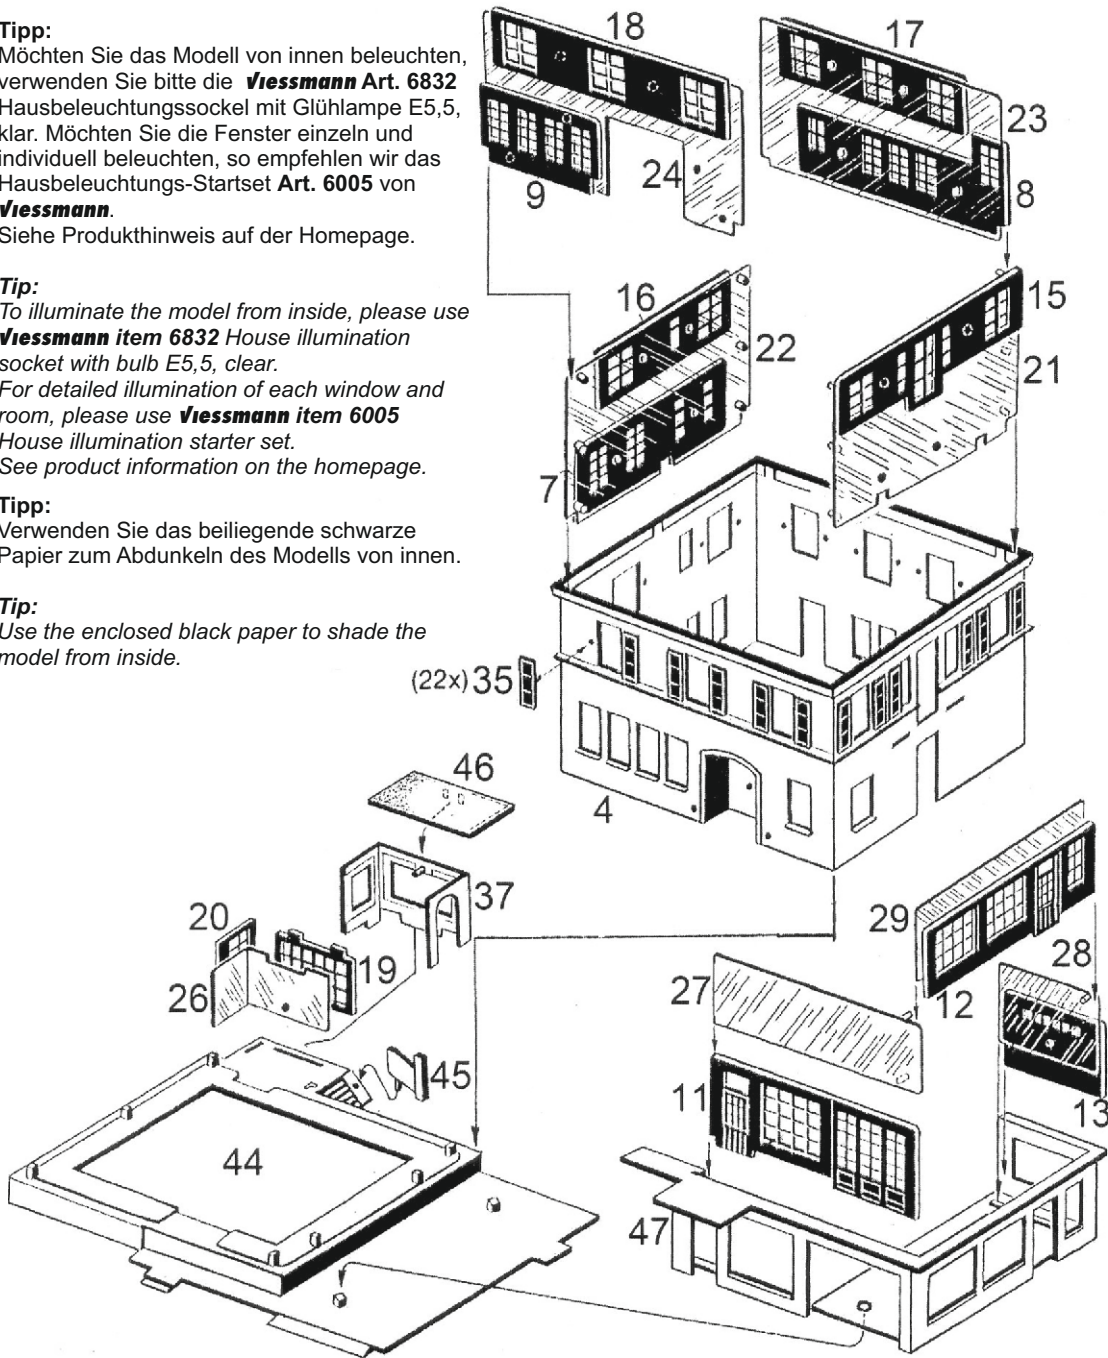 Tipp:
Möchten Sie das Modell von innen beleuchten,
verwenden Sie bitte die Viessmann Art. 6832
Hausbeleuchtungssockel mit Glühlampe E5,5,
klar. Möchten Sie die Fenster einzeln und
individuell beleuchten, so empfehlen wir das
Hausbeleuchtungs-Startset Art. 6005 von
Viessmann.
Siehe Produkthinweis auf der Homepage.
Tip:
To illuminate the model from inside, please use
Viessmann item 6832 House illumination
socket with bulb E5,5, clear.
For detailed illumination of each window and
room, please use Viessmann item 6005
House illumination starter set.
See product information on the homepage.
Tipp:
Verwenden Sie das beiliegende schwarze
Papier zum Abdunkeln des Modells von innen.
Tip:
Use the enclosed black paper to shade the
model from inside.
18
17
23
24
9
8
16
15
22
21
7
(22x) 35
46
4
37
20
29
19
28
26
27
12
45
11
13
44
47